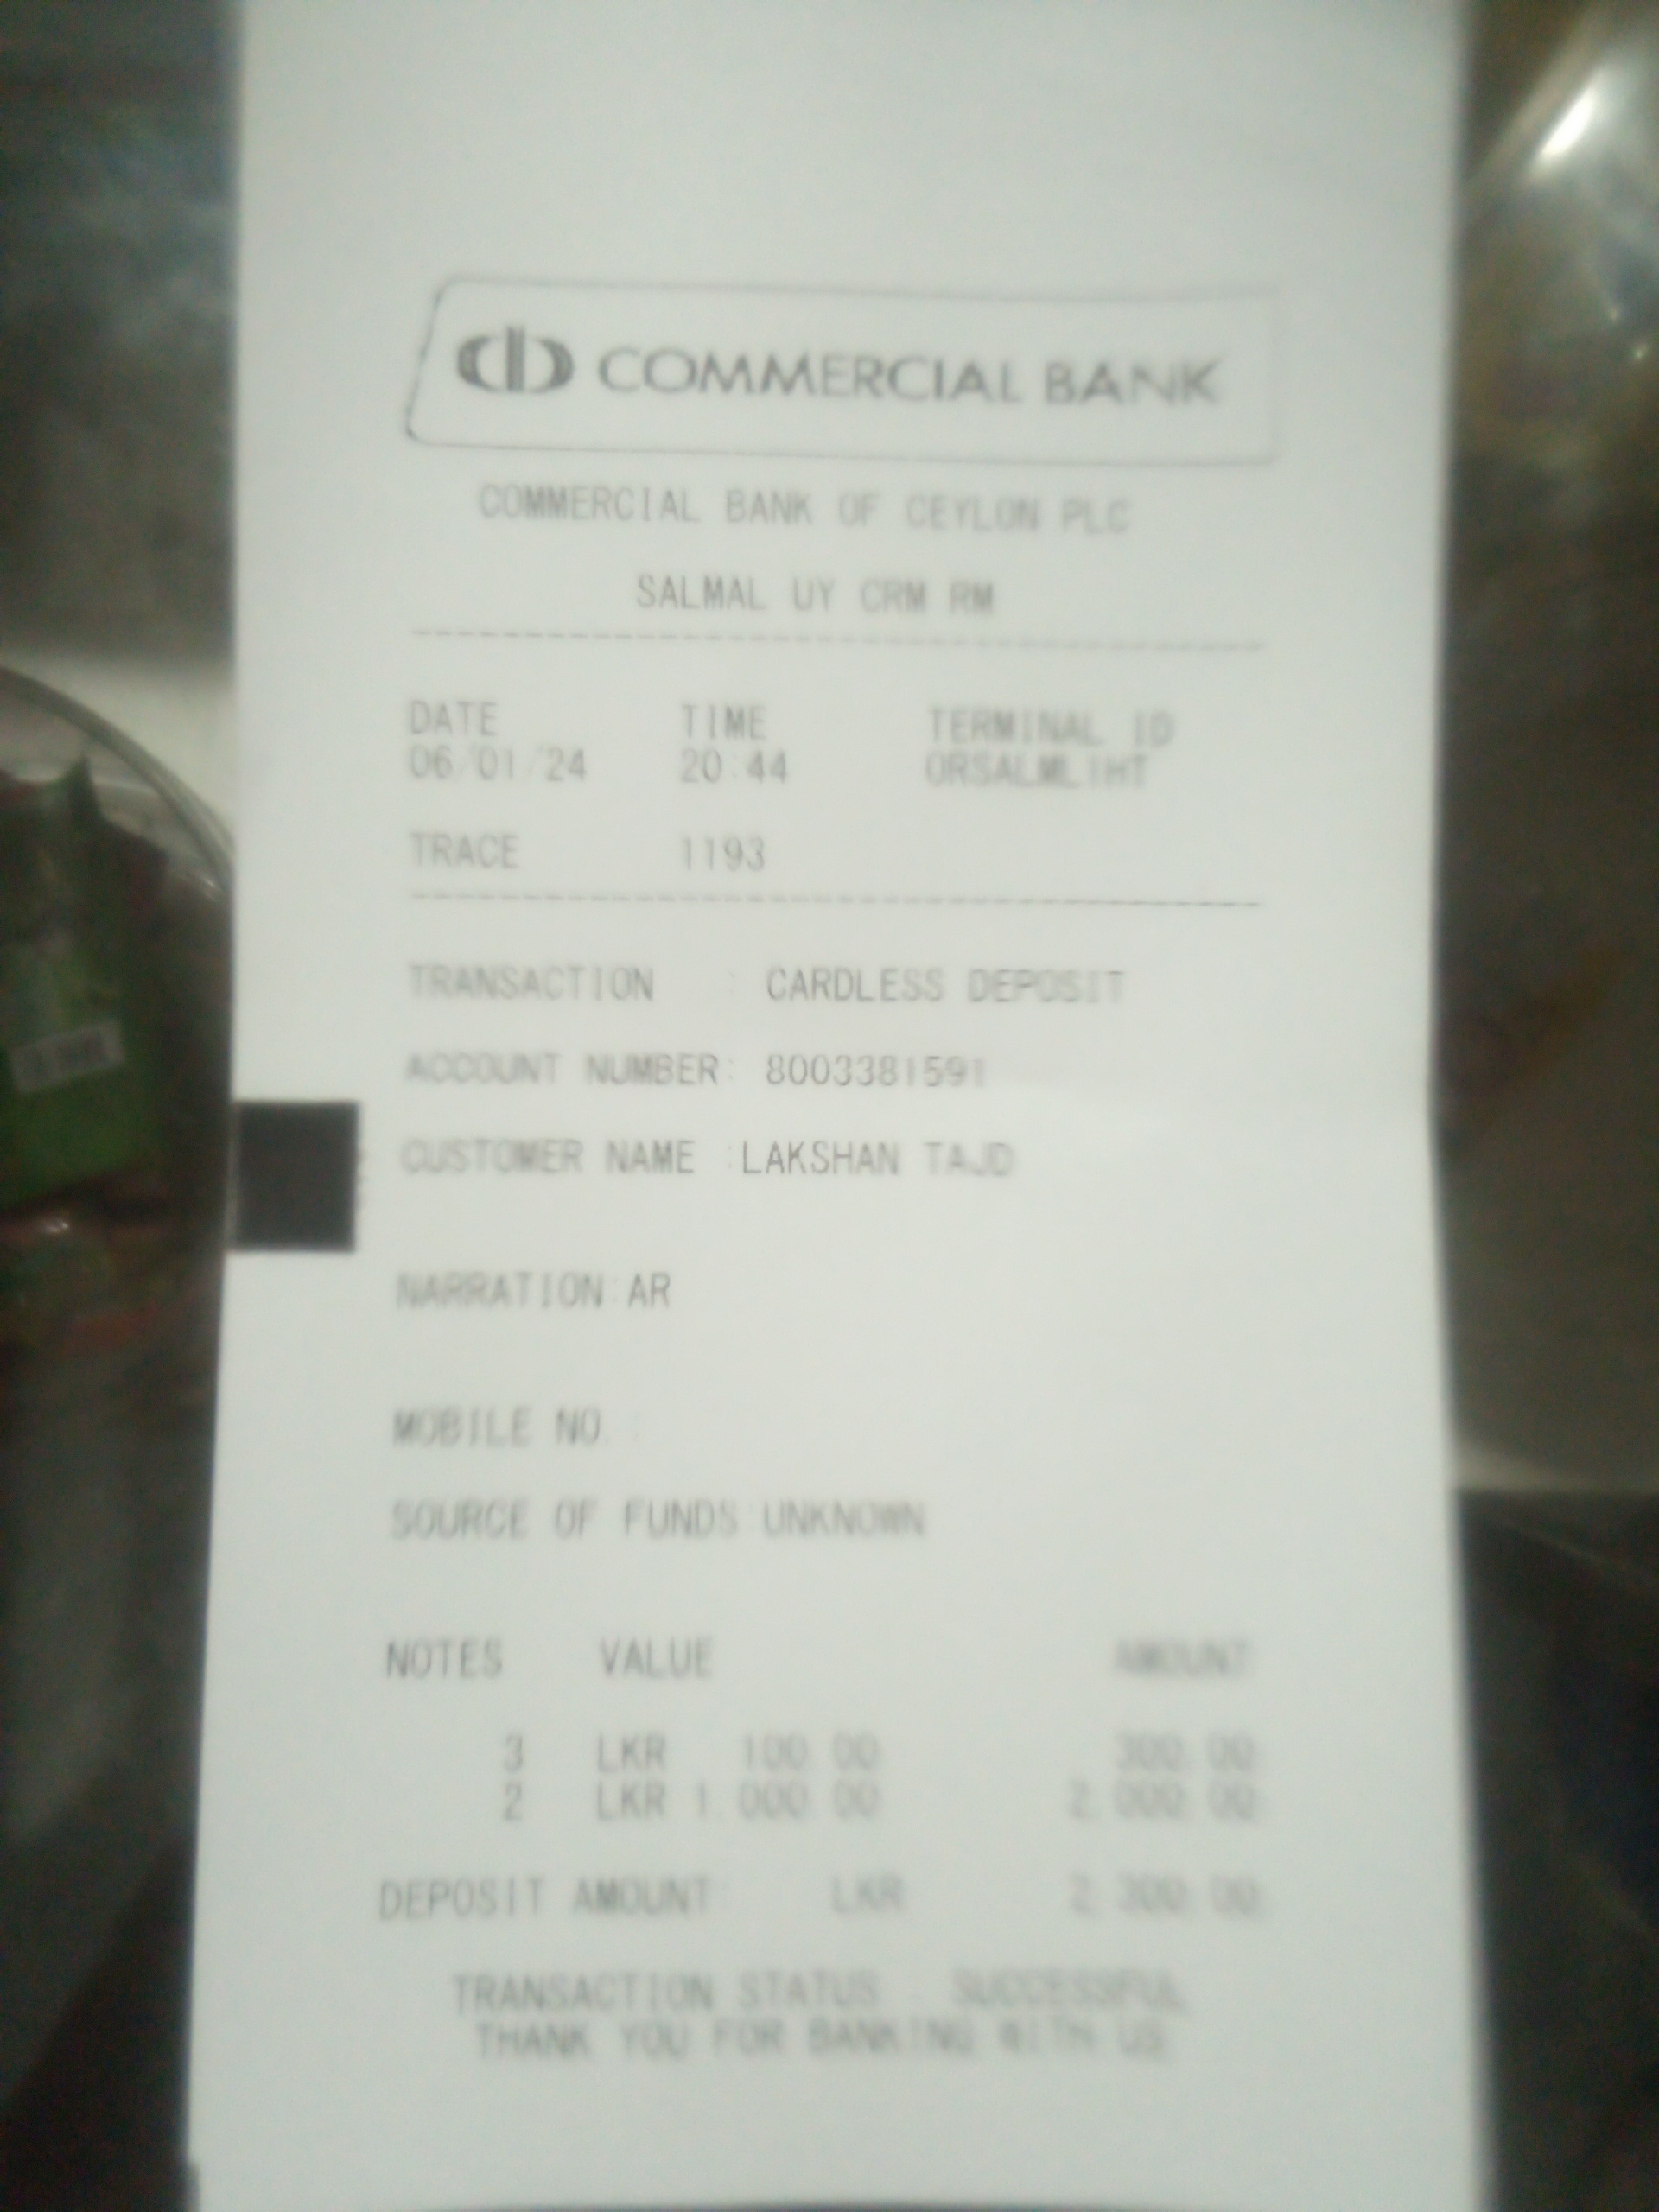 COMMERCIAL BANK
COMMERCIAL BANK OF CEYLON PLC
SALMAL UY CRM RM
DATE TIME TERMINAL ID
06/01/24 20:44
TRACE 1193
TRANSACTION : CARDLESS DEPOSIT
ACCOUNT NUMBER: 8003381591
CUSTOMER NAME :LAKSHAN TAJD
NARRATION:AR
MOBILE NO. :
SOURCE OF FUNDS:UNKNOWN
NOTES VALUE AMOUNT
3 LKR 100.00 300.00
2 LKR 1,000.00 2,000.00
DEPOSIT AMOUNT: LKR 2,300.00
TRANSACTION STATUS : SUCCESSFUL
THANK YOU FOR BANKING WITH US